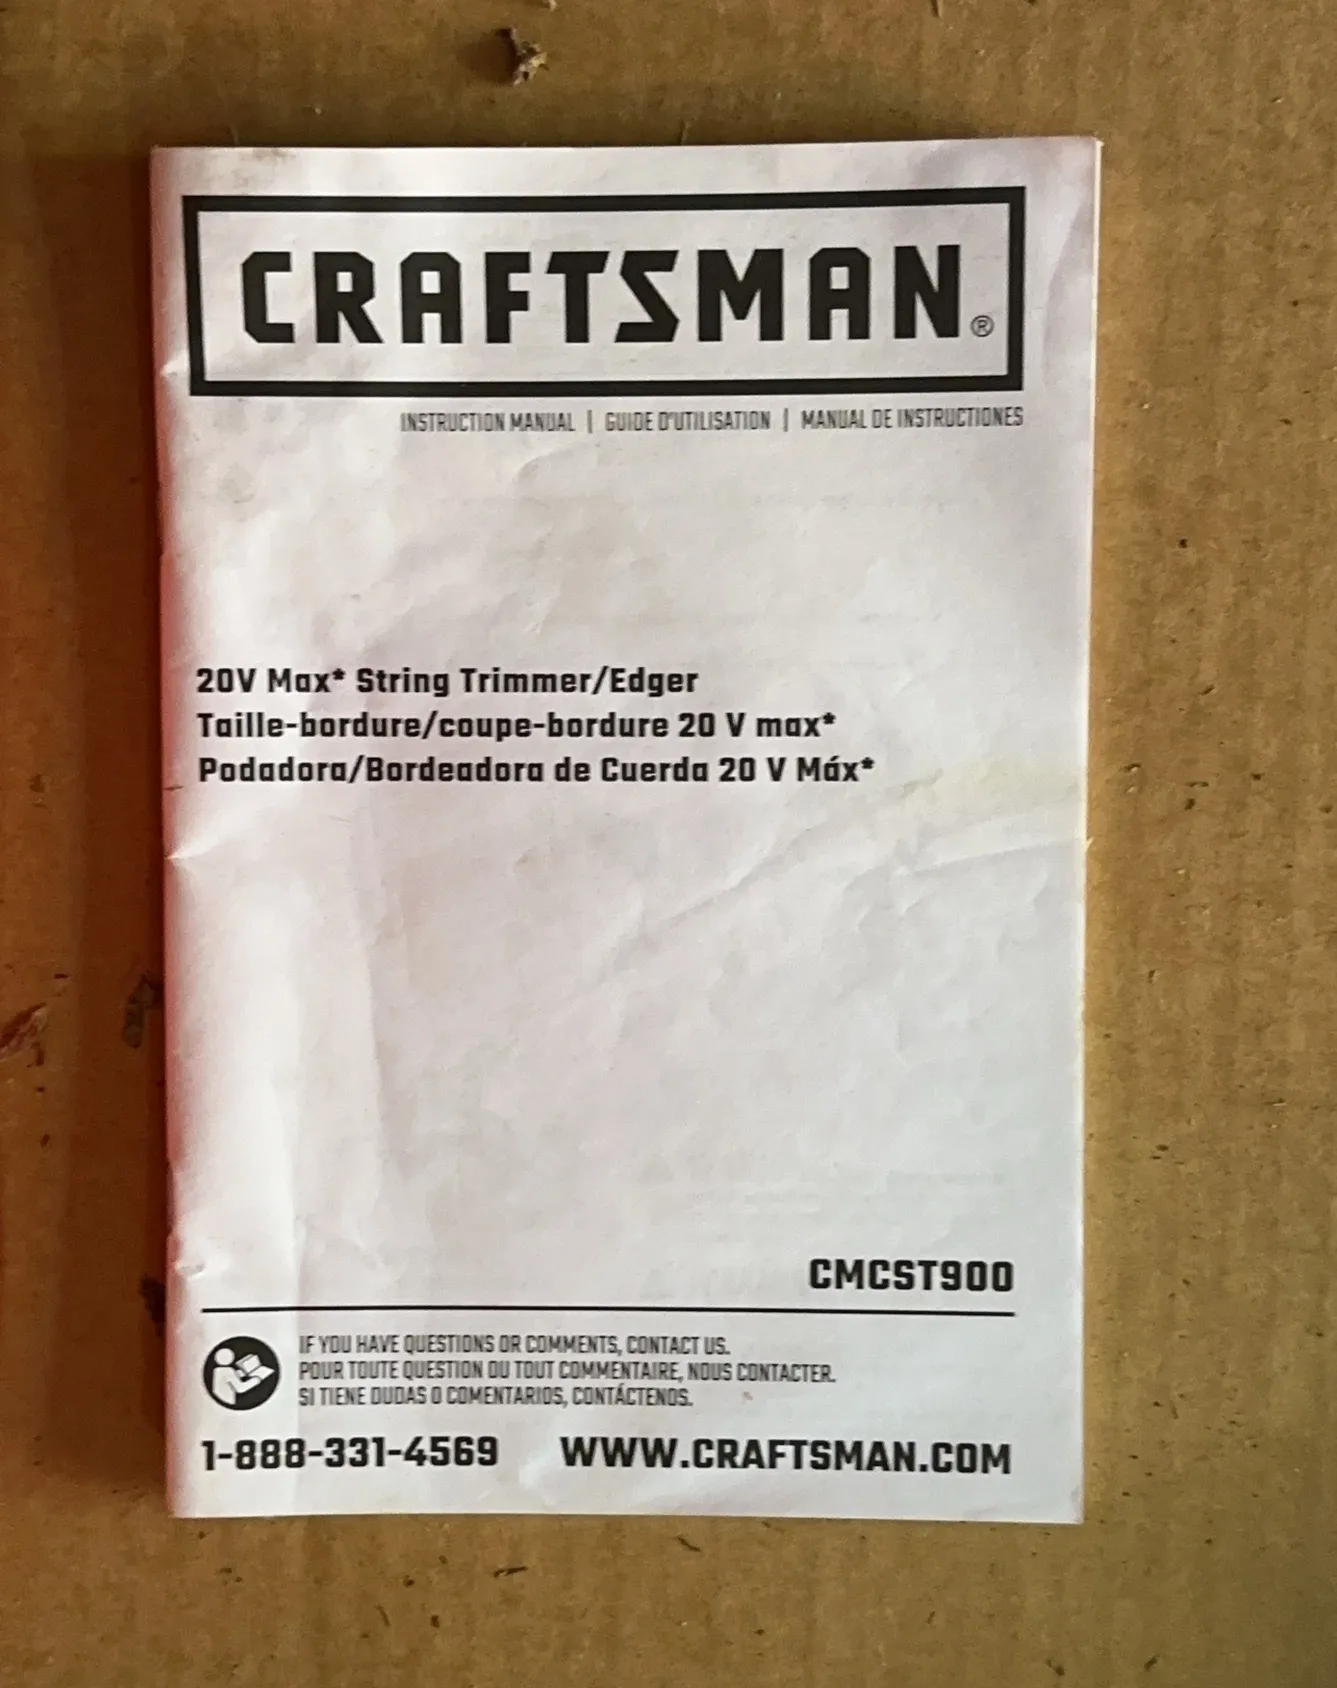 CRAFTSMAN®
INSTRUCTION MANUAL | GUIDE D'UTILISATION | MANUAL DE INSTRUCTIONES
20V Max* String Trimmer/Edger
Taille-bordure/coupe-bordure 20 V max*
Podadora/Bordeadora de Cuerda 20 V Máx*
CMCST900
IF YOU HAVE QUESTIONS OR COMMENTS, CONTACT US.
POUR TOUTE QUESTION OU TOUT COMMENTAIRE, NOUS CONTACTER.
SI TIENE DUDAS O COMENTARIOS, CONTÁCTENOS.
1-888-331-4569 WWW.CRAFTSMAN.COM